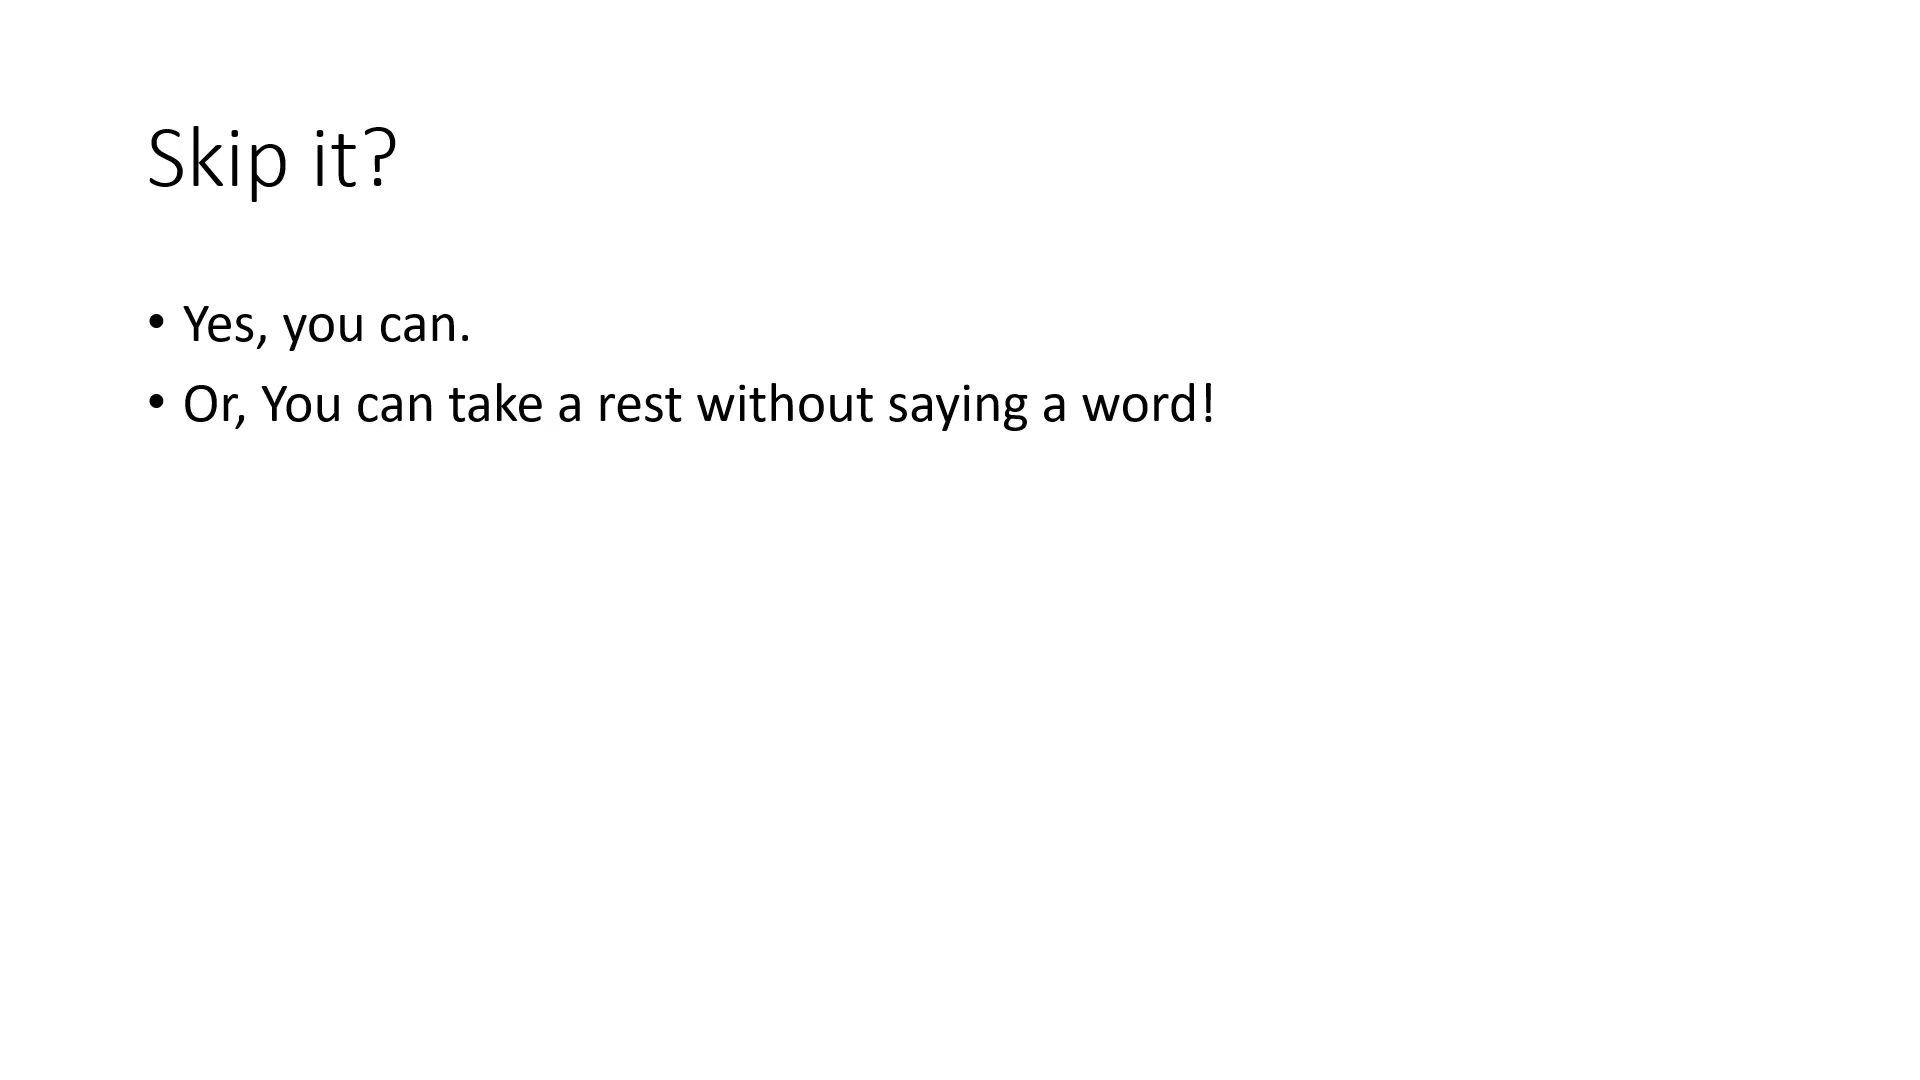 Skip it?
• Yes, you can.
• Or, You can take a rest without saying a word!